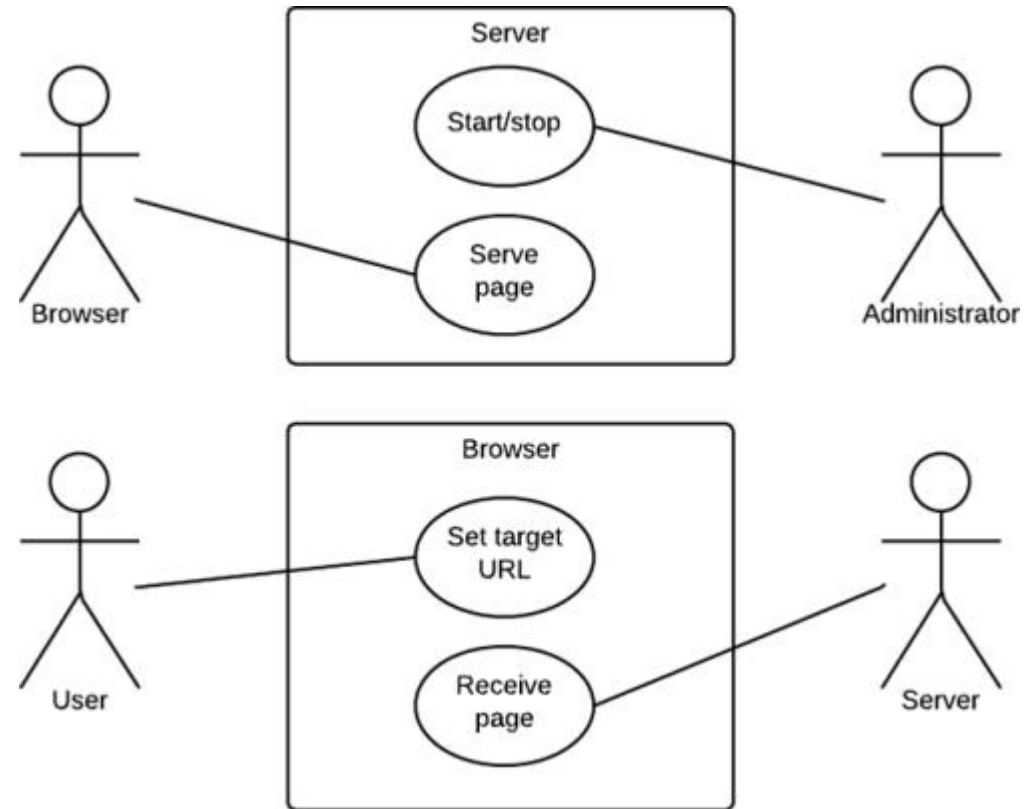 Server
Start/stop
Serve
page
Browser
Administrator
Browser
Set target
URL
Receive
page
User
Server